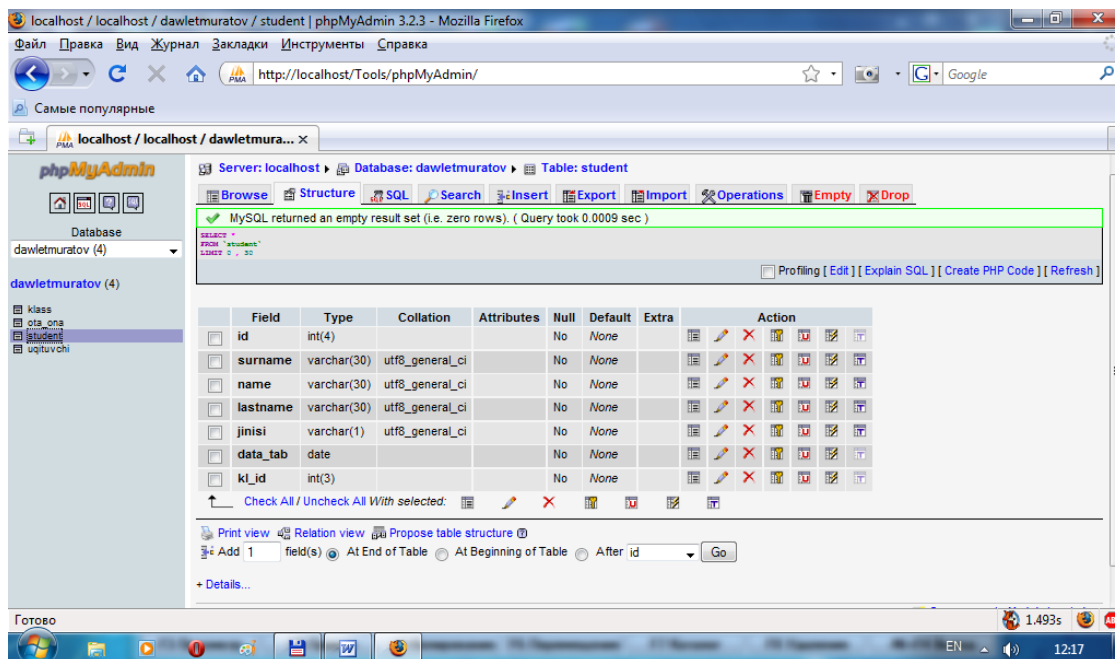 localhost / localhost / dawletmuratov / student | phpMyAdmin 3.2.3 - Mozilla Firefox
Файл Правка Вид Журнал Закладки Инструменты Справка
http://localhost/Tools/phpMyAdmin/ Google
Самые популярные
localhost / localhost / dawletmura...
phpMyAdmin
Database
dawletmuratov (4)
dawletmuratov (4)
klass
ota_ona
student
uqituvchi
Server: localhost Database: dawletmuratov Table: student
Browse Structure SQL Search Insert Export Import Operations Empty Drop
MySQL returned an empty result set (i.e. zero rows). ( Query took 0.0009 sec )
SELECT *
FROM `student`
LIMIT 0 , 30
Profiling [ Edit ] [ Explain SQL ] [ Create PHP Code ] [ Refresh ]
Field Type Collation Attributes Null Default Extra Action
id int(4) No None
surname varchar(30) utf8_general_ci No None
name varchar(30) utf8_general_ci No None
lastname varchar(30) utf8_general_ci No None
jinisi varchar(1) utf8_general_ci No None
data_tab date No None
kl_id int(3) No None
Check All / Uncheck All With selected:
Print view Relation view Propose table structure
Add 1 field(s) At End of Table At Beginning of Table After id Go
+ Details...
Готово 1.493s
EN 12:17